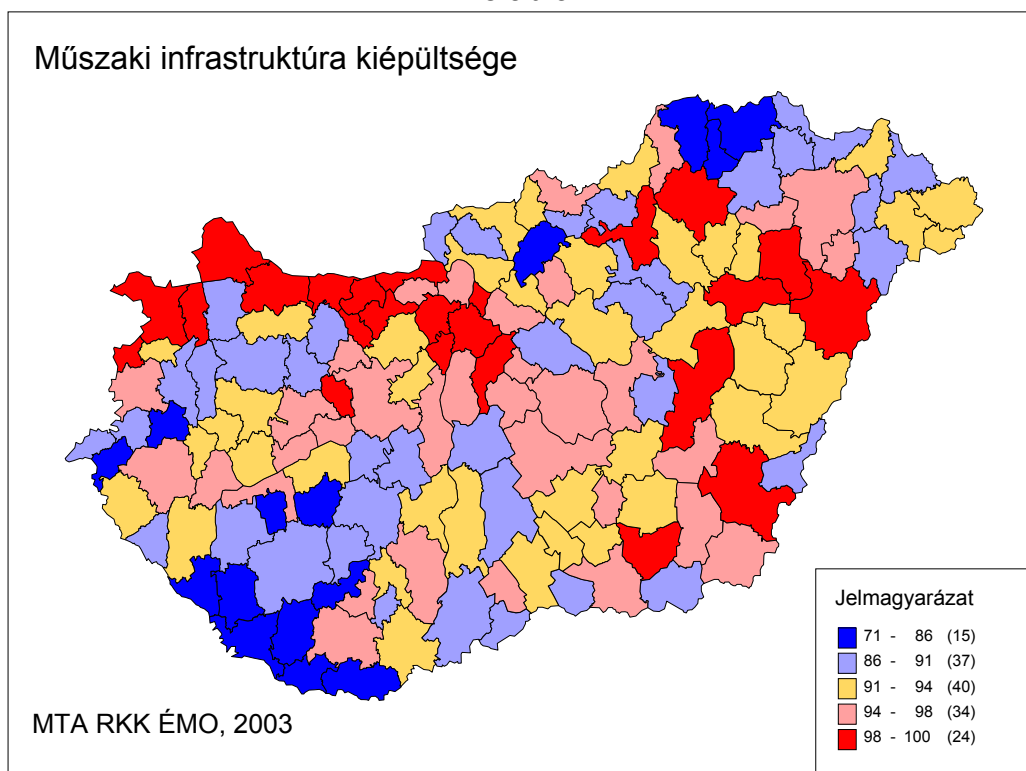 Műszaki infrastruktúra kiépültsége
Jelmagyarázat
71 - 86 (15)
86 - 91 (37)
91 - 94 (40)
94 - 98 (34)
98 - 100 (24)
MTA RKK ÉMO, 2003